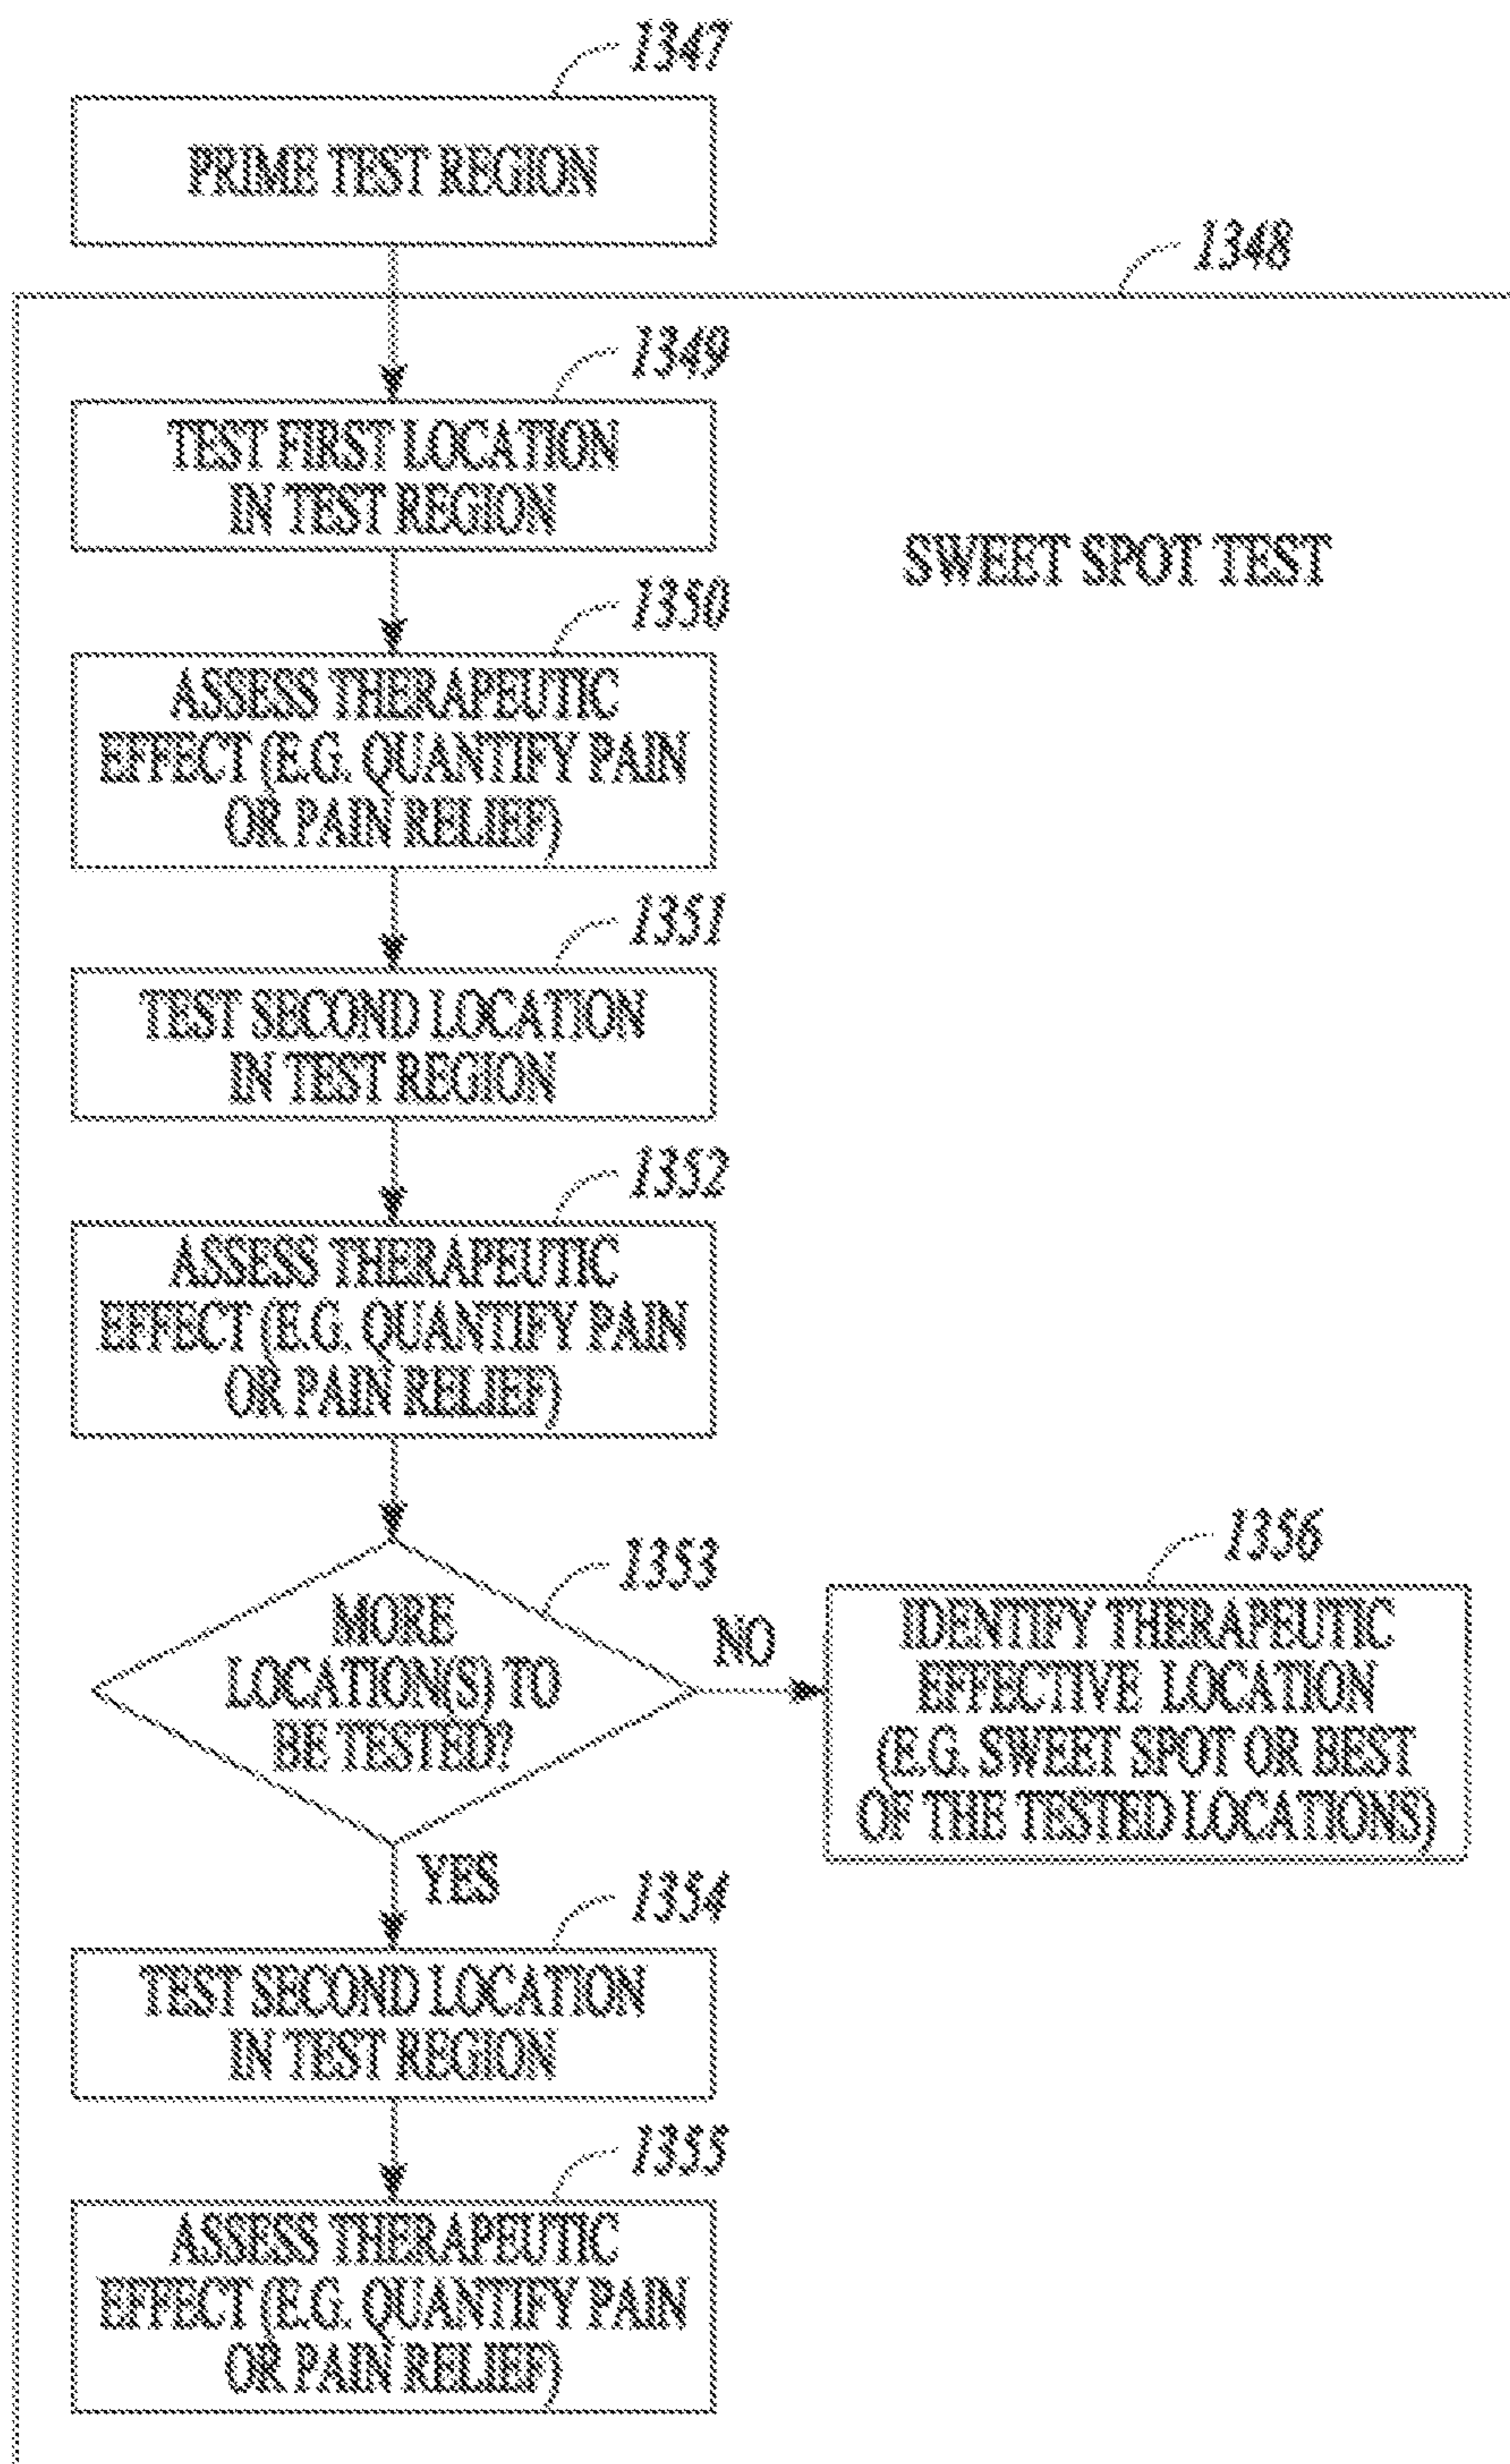 1347
PRIME TEST REGION
1348
1349
TEST FIRST LOCATION
IN TEST REGION
SWEET SPOT TEST
1350
ASSESS THERAPEUTIC
EFFECT (E.G. QUANTIFY PAIN
OR PAIN RELIEF)
1351
TEST SECOND LOCATION
IN TEST REGION
1352
ASSESS THERAPEUTIC
EFFECT (E.G. QUANTIFY PAIN
OR PAIN RELIEF)
1353
MORE
LOCATION(S) TO
BE TESTED?
NO
1356
IDENTIFY THERAPEUTIC
EFFECTIVE LOCATION
(E.G. SWEET SPOT OR BEST
OF THE TESTED LOCATIONS)
YES
1354
TEST SECOND LOCATION
IN TEST REGION
1355
ASSESS THERAPEUTIC
EFFECT (E.G. QUANTIFY PAIN
OR PAIN RELIEF)